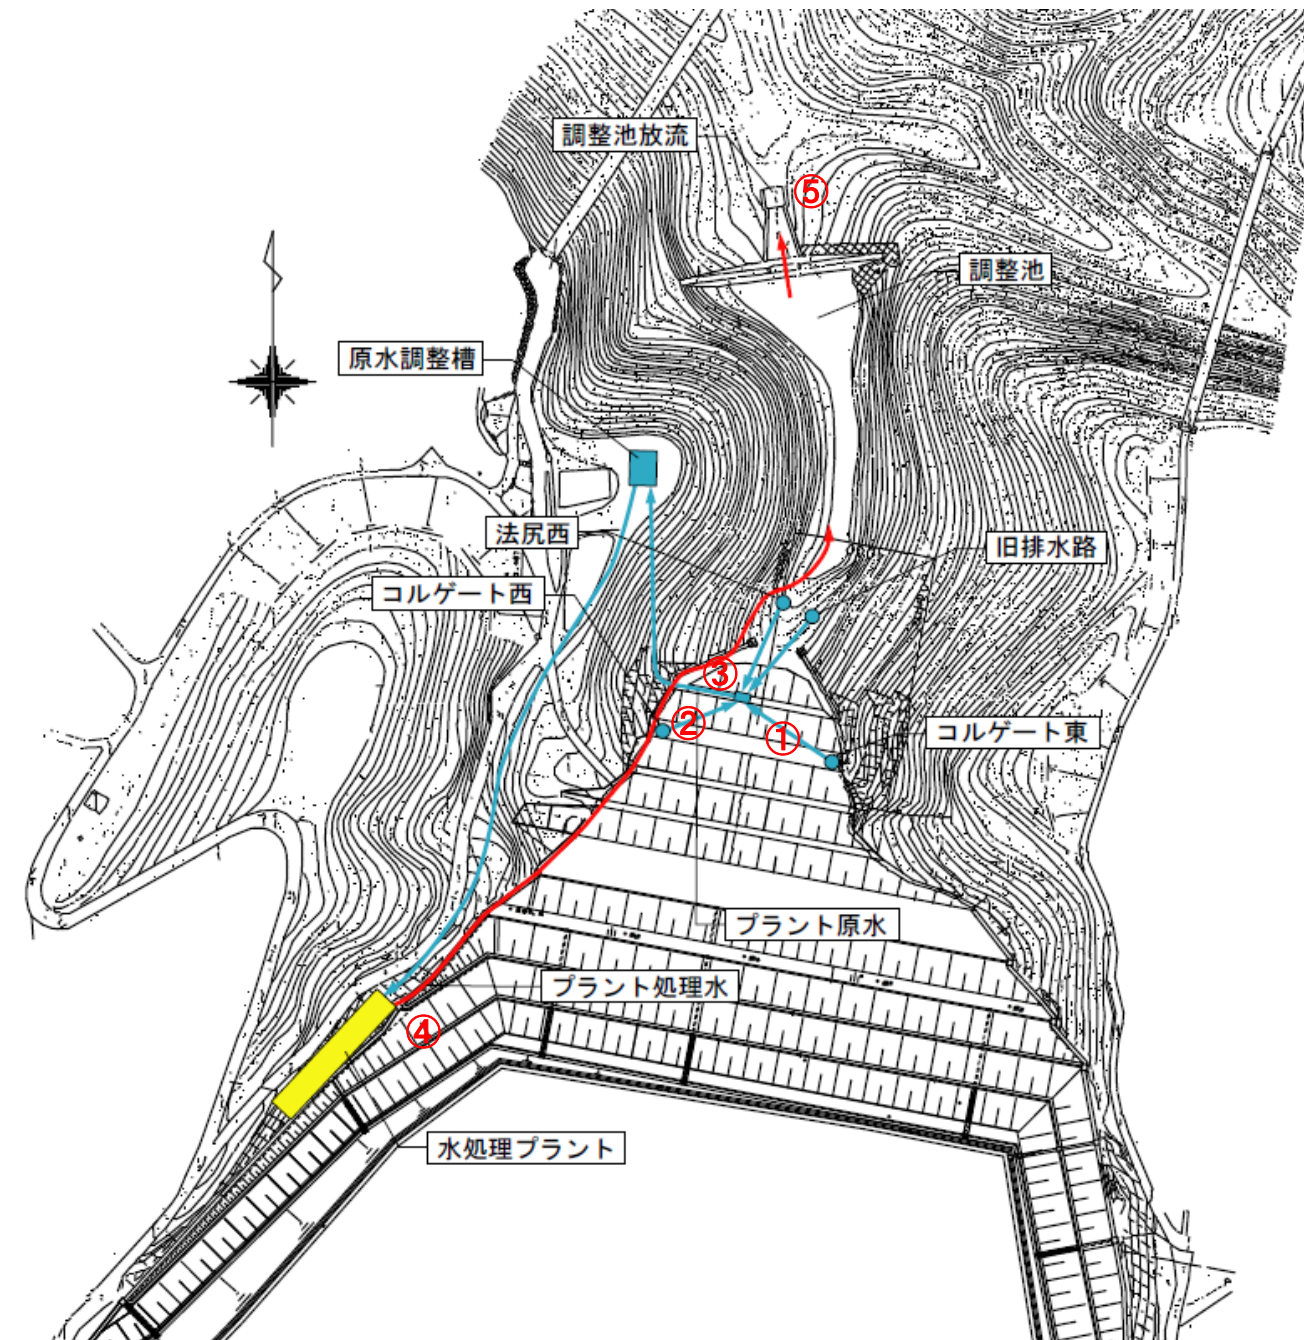 調整池放流
⑤
調整池
原水調整槽
法尻西
旧排水路
コルゲート西
③
②
①
コルゲート東
プラント原水
プラント処理水
④
水処理プラント